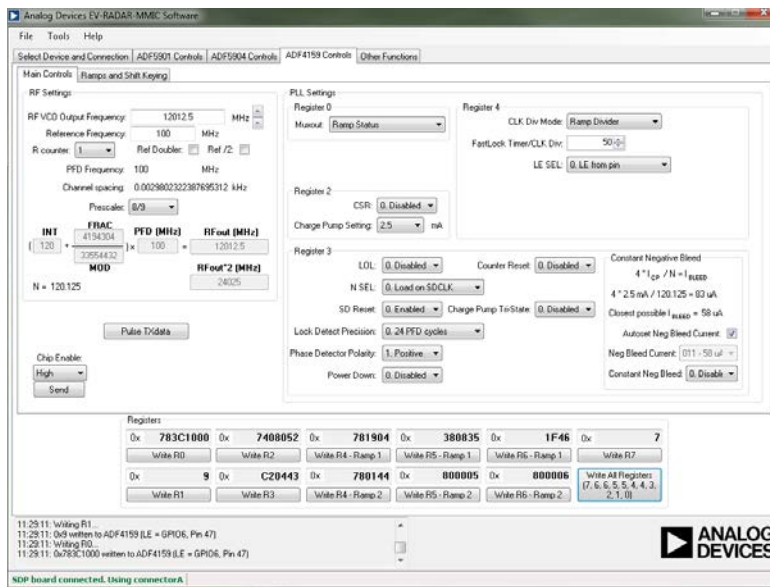 Analog Devices EV-RADAR-MMIC Software
File Tools Help
Select Device and Connection ADF5901 Controls ADF5904 Controls ADF4159 Controls Other Functions
Main Controls Ramps and Shift Keying
RF Settings
RF VCO Output Frequency: 12012.5 MHz
Reference Frequency: 100 MHz
R counter: 1 Ref Doubler: Ref /2:
PFD Frequency: 100 MHz
Channel spacing: 0.0029802322387695312 kHz
Prescaler: 8/9
INT FRAC PFD (MHz) RFout (MHz)
( 120 + 4194304 ) × 100 = 12012.5
33554432
MOD RFout*2 (MHz)
N = 120.125 24025
Pulse TXdata
Chip Enable:
High
Send
PLL Settings
Register 0
Muxout: Ramp Status
Register 4
CLK Div Mode: Ramp Divider
FastLock Timer/CLK Div: 50
LE SEL: 0. LE from pin
Register 2
CSR: 0. Disabled
Charge Pump Setting: 2.5 mA
Register 3
LOL: 0. Disabled Counter Reset: 0. Disabled
N SEL: 0. Load on SDCLK
SD Reset: 0. Enabled Charge Pump TriState: 0. Disabled
Lock Detect Precision: 0. 24 PFD cycles
Phase Detector Polarity: 1. Positive
Power Down: 0. Disabled
Constant Negative Bleed
4 * I CP / N = I BLEED
4 * 2.5 mA / 120.125 = 83 uA
Closest possible I BLEED = 58 uA
Autoset Neg Bleed Current:
Neg Bleed Current: 011 - 58 uA
Constant Neg Bleed: 0. Disabl
Registers
0x 783C1000 0x 7408052 0x 781904 0x 380835 0x 1F46 0x 7
Write R0 Write R2 Write R4 - Ramp 1 Write R5 - Ramp 1 Write R6 - Ramp 1 Write R7
0x 9 0x C20443 0x 780144 0x 800005 0x 800006
Write R1 Write R3 Write R4 - Ramp 2 Write R5 - Ramp 2 Write R6 - Ramp 2
Write All Registers
(7, 6, 6, 5, 5, 4, 4, 3,
2, 1, 0)
11:29:11: Writing R1...
11:29:11: 0x9 written to ADF4159 (LE = GPIO6, Pin 47)
11:29:11: Writing R0...
11:29:11: 0x783C1000 written to ADF4159 (LE = GPIO6, Pin 47)
ANALOG
DEVICES
SDP board connected. Using connectorA